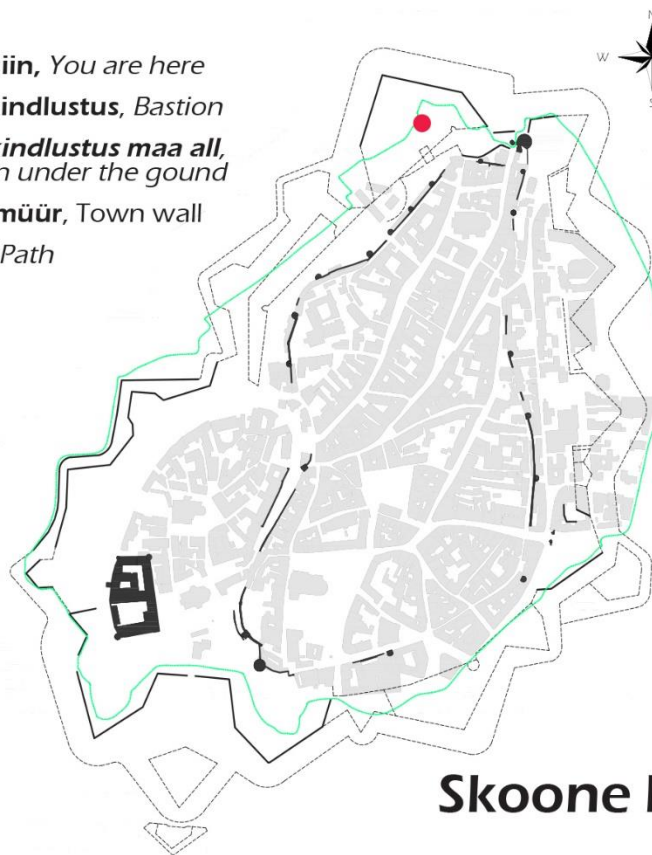 iin, You are here
indlustus, Bastion
indlustus maa all,
n under the gound
müür, Town wall
Path
W
Skoone